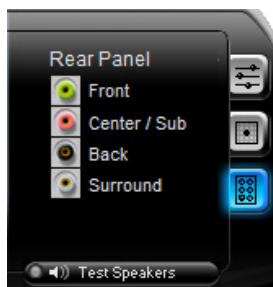 Rear Panel
Front
Center / Sub
Back
Surround
Test Speakers